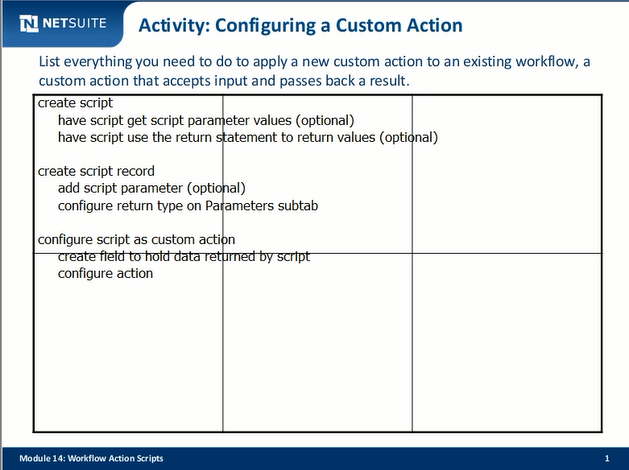 NETSUITE
Activity: Configuring a Custom Action
List everything you need to do to apply a new custom action to an existing workflow, a
custom action that accepts input and passes back a result.
create script
have script get script parameter values (optional)
have script use the return statement to return values (optional)
create script record
add script parameter (optional)
configure return type on Parameters subtab
configure script as custom action
create field to hold data returned by script
configure action
Module 14: Workflow Action Scripts
1